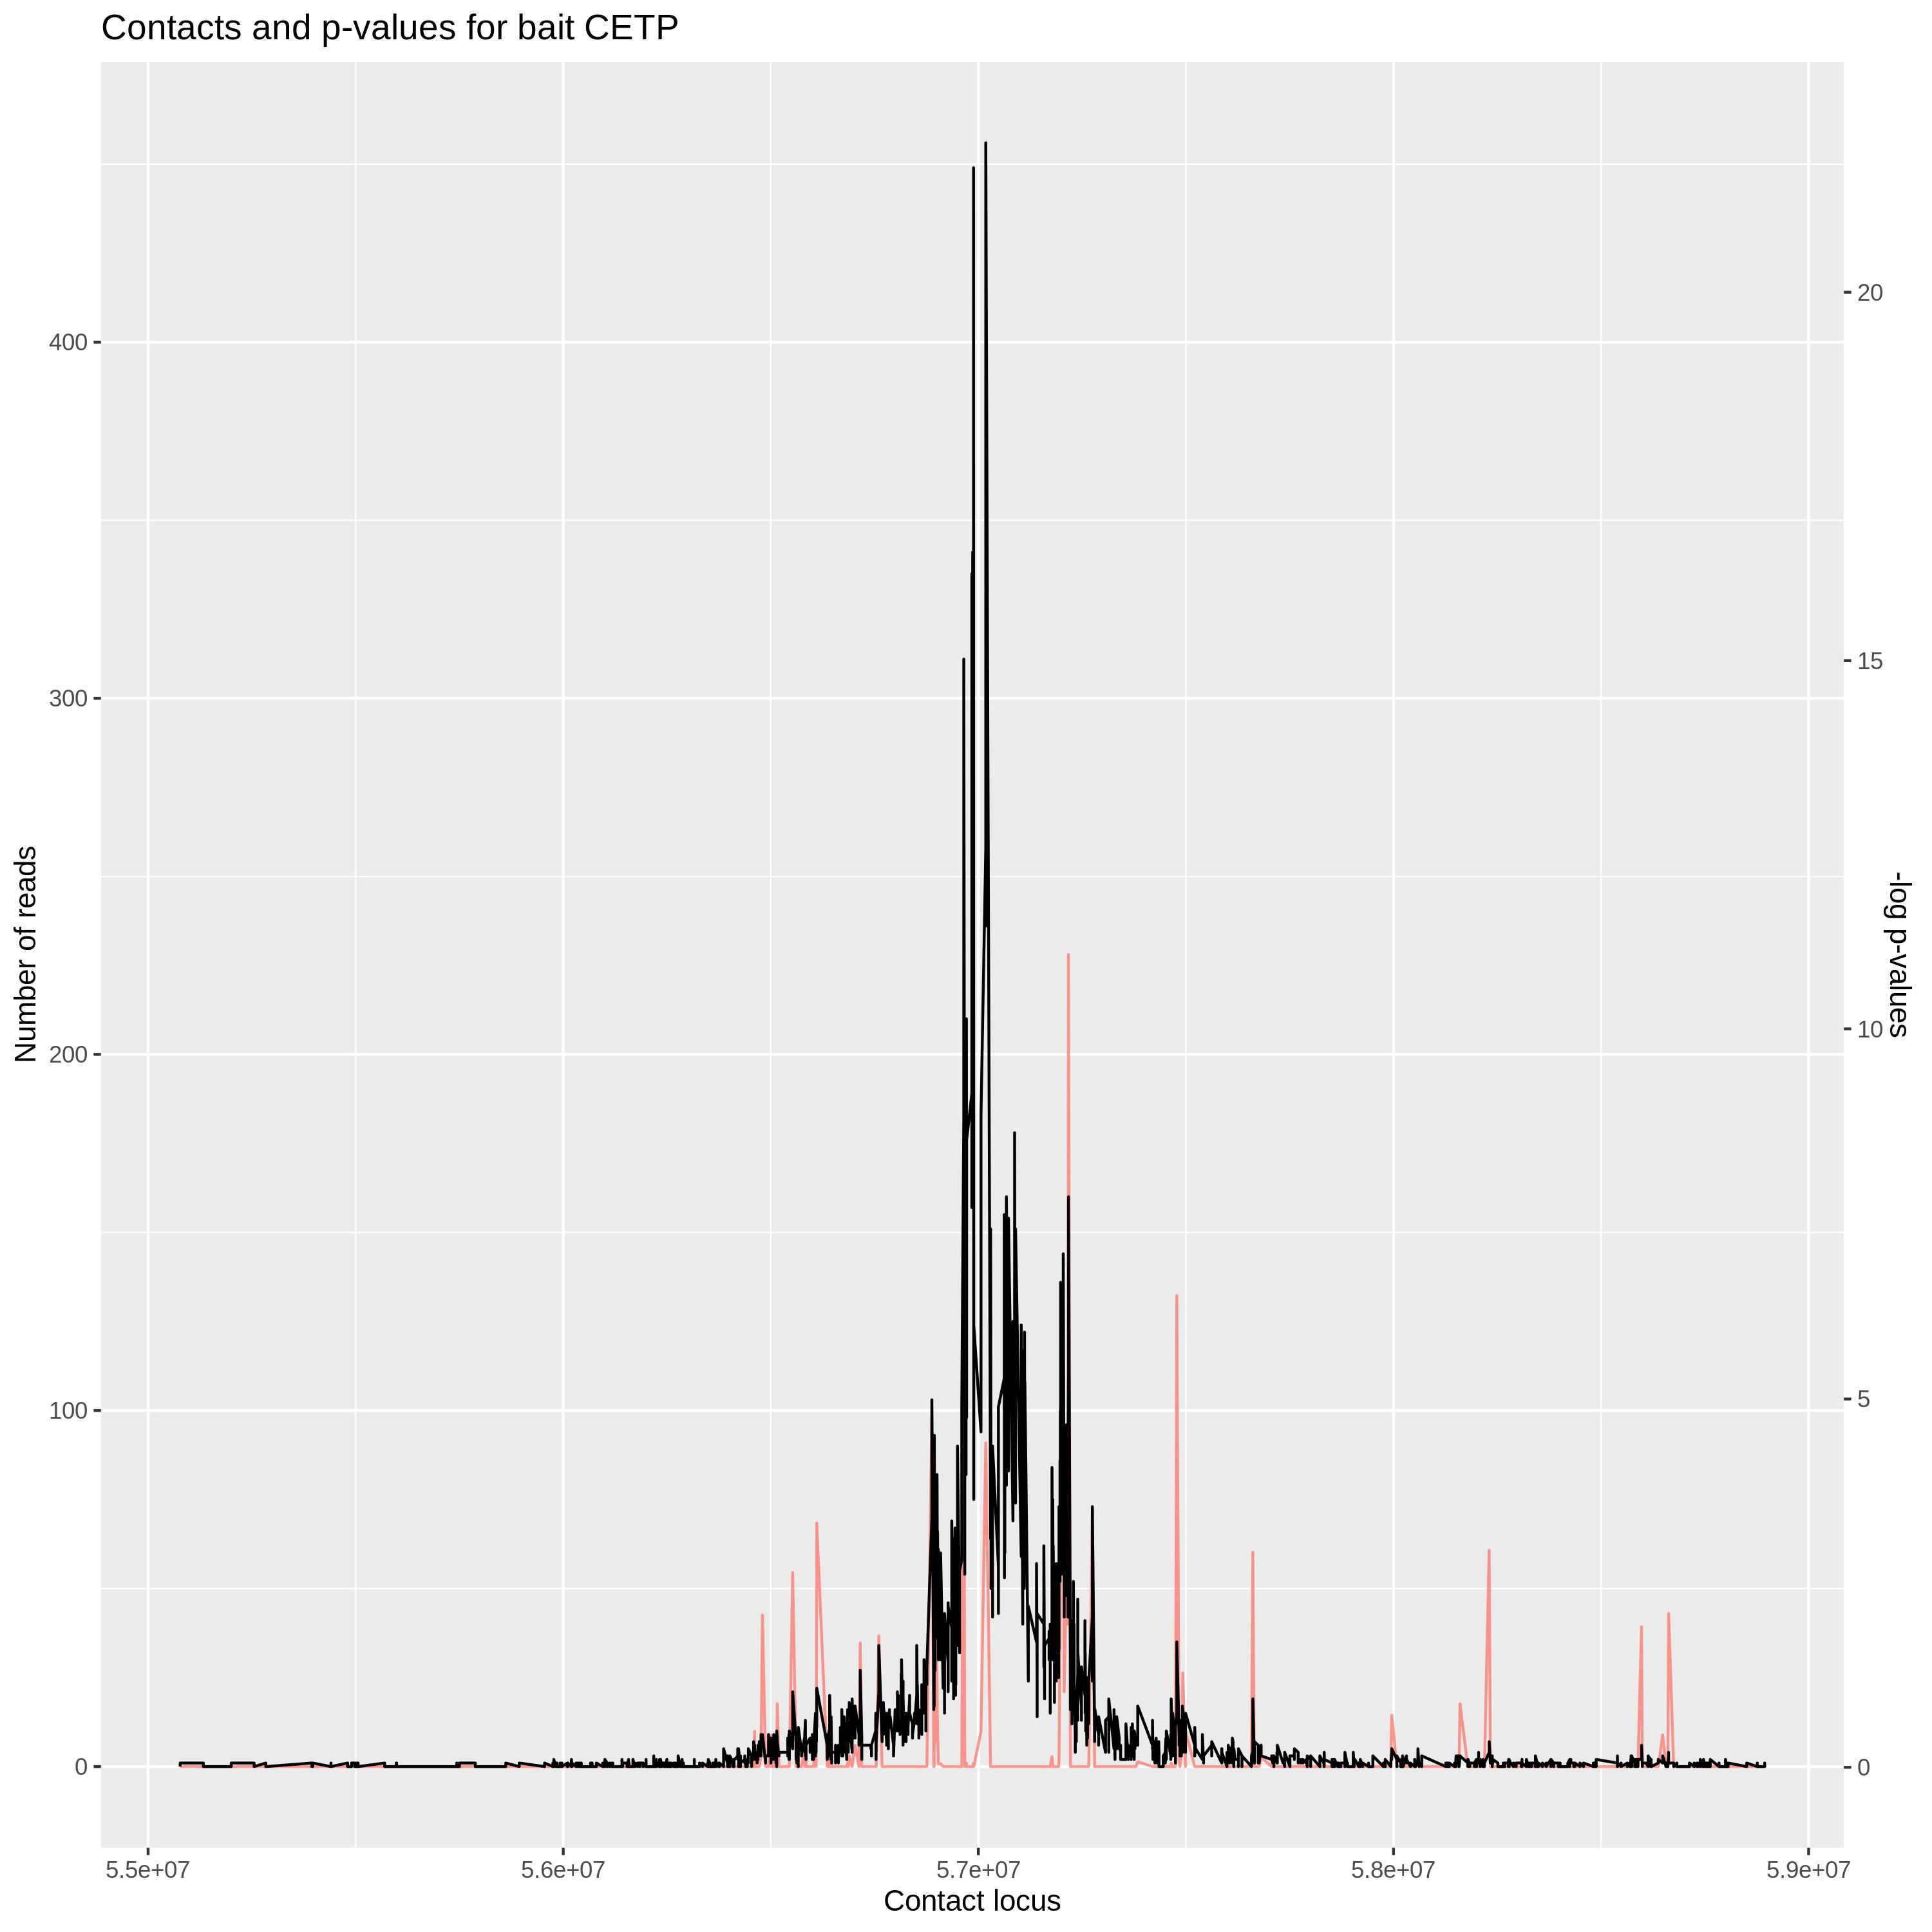 Contacts and p-values for bait CETP
Number of reads
400
300
200
100
0
20
15
10
5
0
-log p-values
5.5e+07 5.6e+07 5.7e+07 5.8e+07 5.9e+07
Contact locus